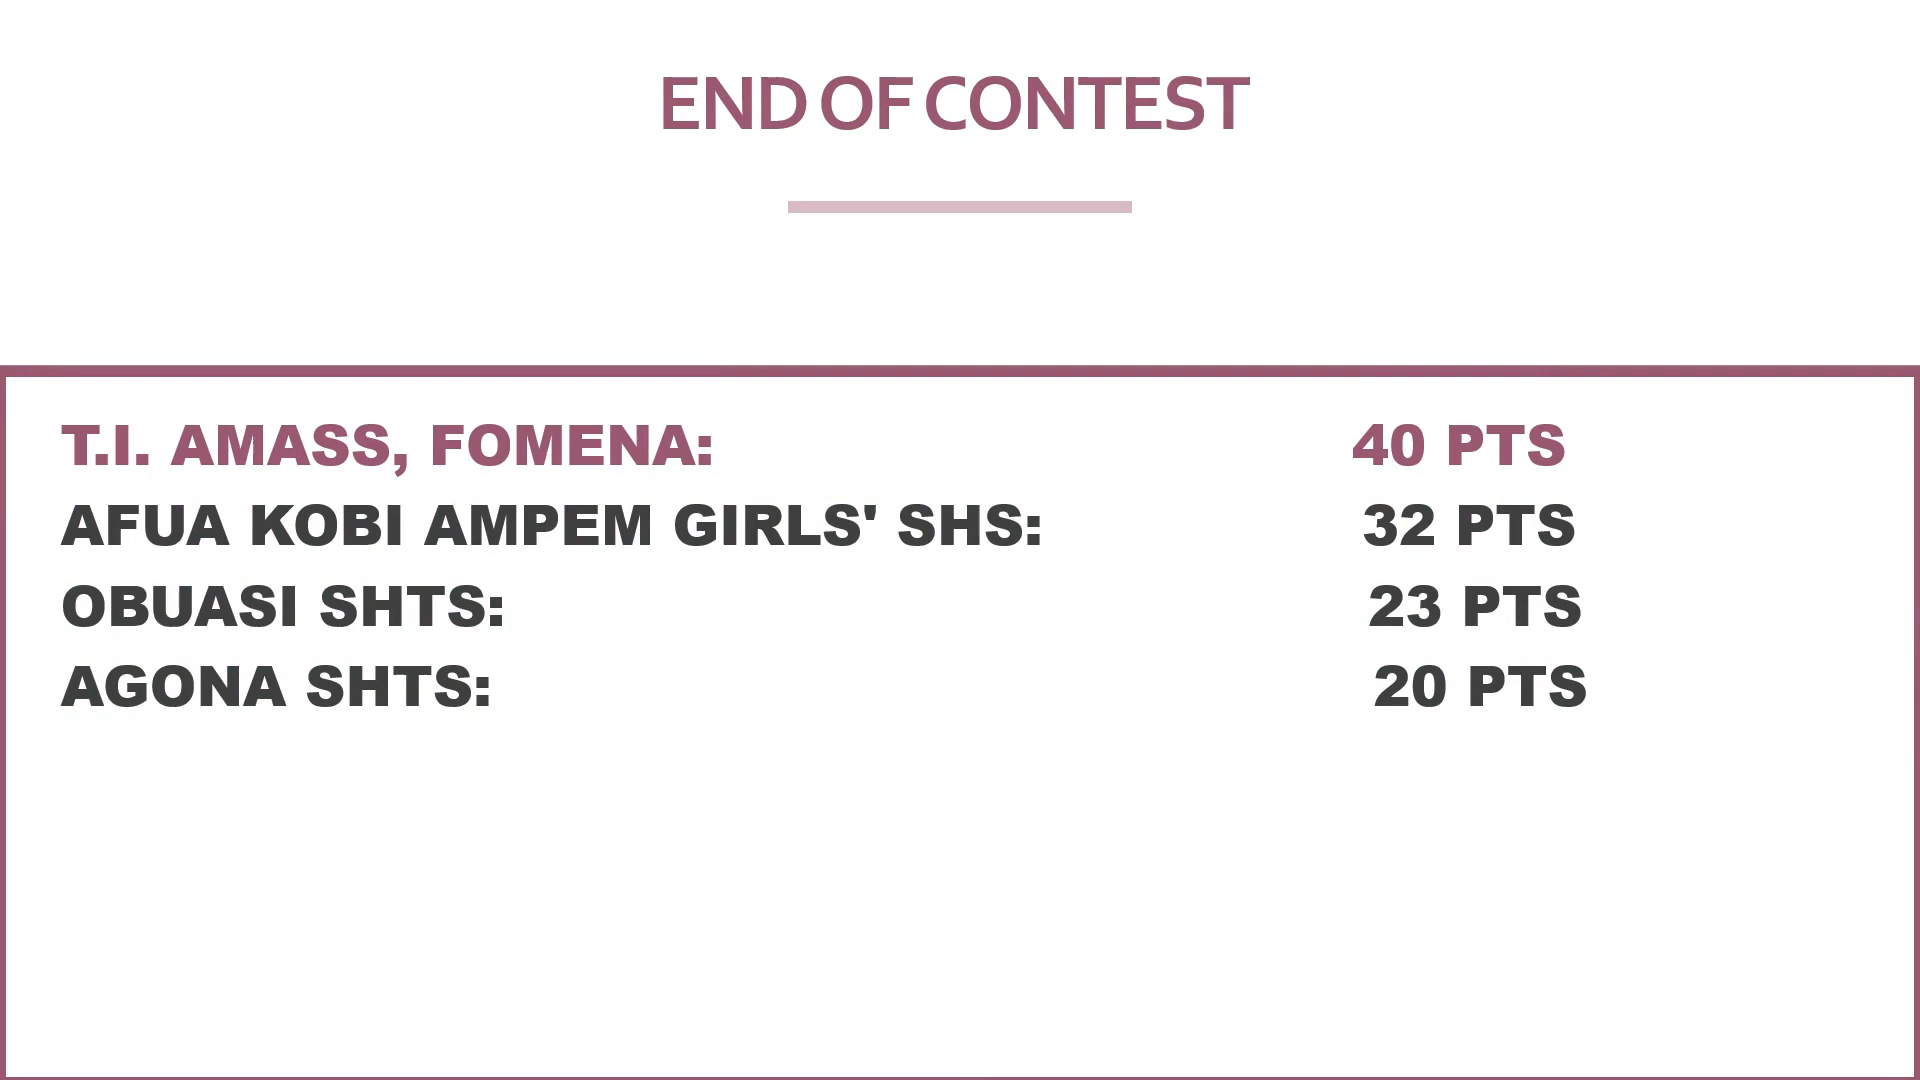 END OF CONTEST
T.I. AMASS, FOMENA: 40 PTS
AFUA KOBI AMPEM GIRLS' SHS: 32 PTS
OBUASI SHTS: 23 PTS
AGONA SHTS: 20 PTS